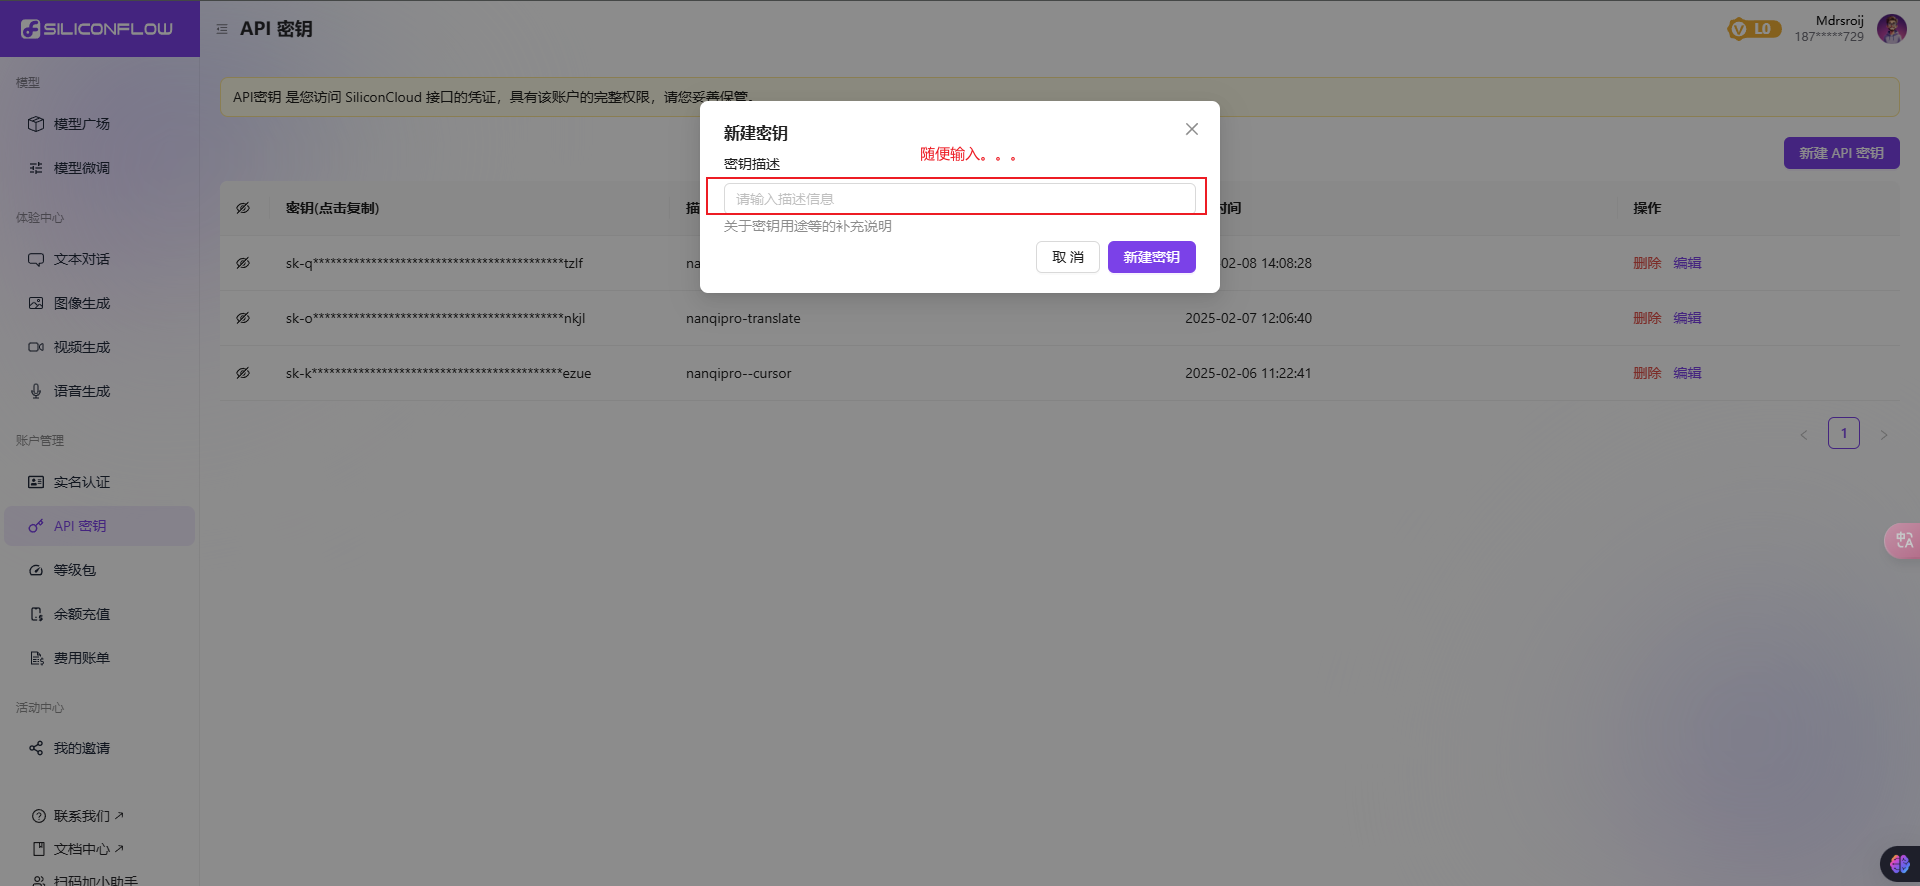 SILICONFLOW
API 密钥
L0
Mdrsroij
187*****729
模型
模型广场
模型微调
体验中心
文本对话
图像生成
视频生成
语音生成
账户管理
实名认证
API 密钥
等级包
余额充值
费用账单
活动中心
我的邀请
联系我们
文档中心
扫码加小助手
API密钥 是您访问 SiliconCloud 接口的凭证，具有该账户的完整权限，请您妥善保管。
新建 API 密钥
新建密钥
密钥描述
随便输入。。。
请输入描述信息
关于密钥用途等的补充说明
取 消
新建密钥
密钥(点击复制) 描 时间 操作
sk-q********************************************tzlf na 02-08 14:08:28 删除 编辑
sk-o********************************************nkjl nanqipro-translate 2025-02-07 12:06:40 删除 编辑
sk-k********************************************ezue nanqipro--cursor 2025-02-06 11:22:41 删除 编辑
1